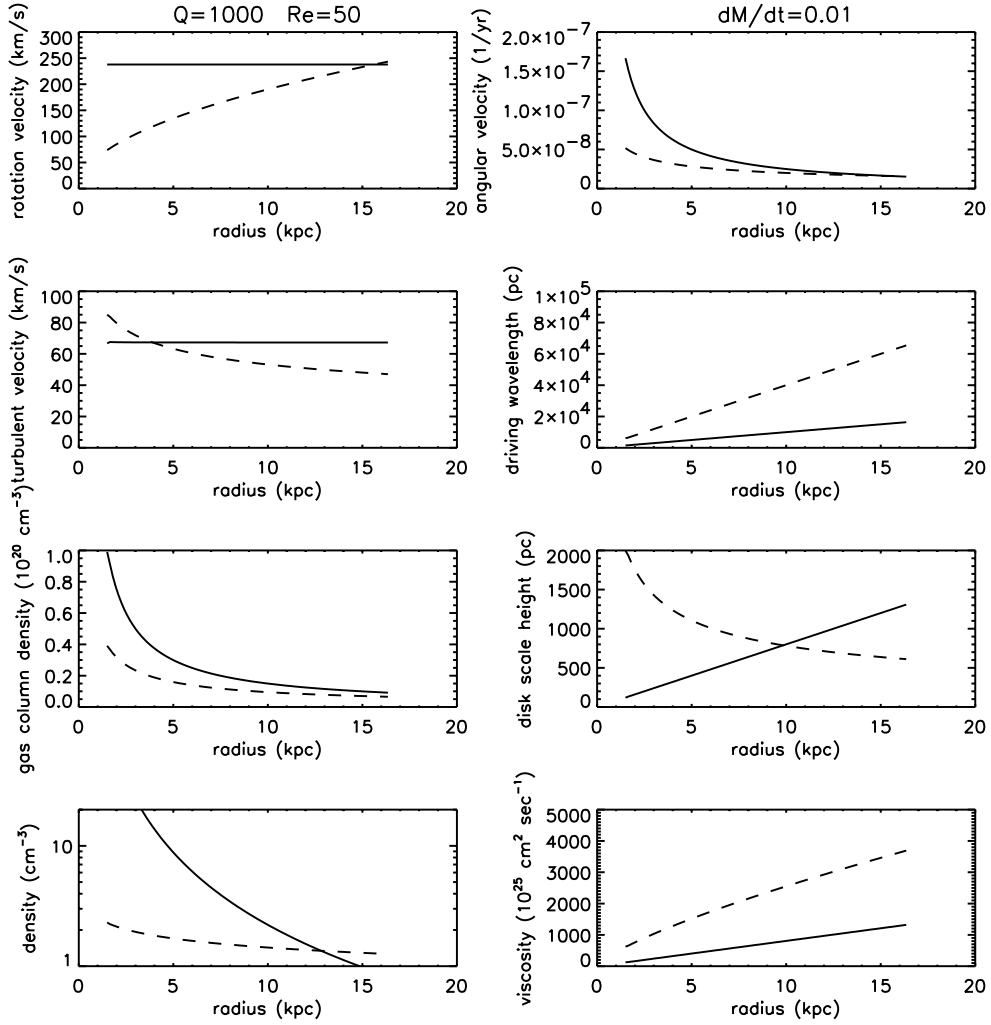 Q=1000 Re=50
dM/dt=0.01
rotation velocity (km/s)
300
250
200
150
100
50
0
0 5 10 15 20
radius (kpc)
angular velocity (1/yr)
2.0×10⁻⁷
1.5×10⁻⁷
1.0×10⁻⁷
5.0×10⁻⁸
0
0 5 10 15 20
radius (kpc)
turbulent velocity (km/s)
100
80
60
40
20
0
0 5 10 15 20
radius (kpc)
driving wavelength (pc)
1×10⁵
8×10⁴
6×10⁴
4×10⁴
2×10⁴
0
0 5 10 15 20
radius (kpc)
gas column density (10²⁰ cm⁻³)
1.0
0.8
0.6
0.4
0.2
0.0
0 5 10 15 20
radius (kpc)
disk scale height (pc)
2000
1500
1000
500
0
0 5 10 15 20
radius (kpc)
density (cm⁻³)
10
1
0 5 10 15 20
radius (kpc)
viscosity (10²⁵ cm² sec⁻¹)
5000
4000
3000
2000
1000
0
0 5 10 15 20
radius (kpc)